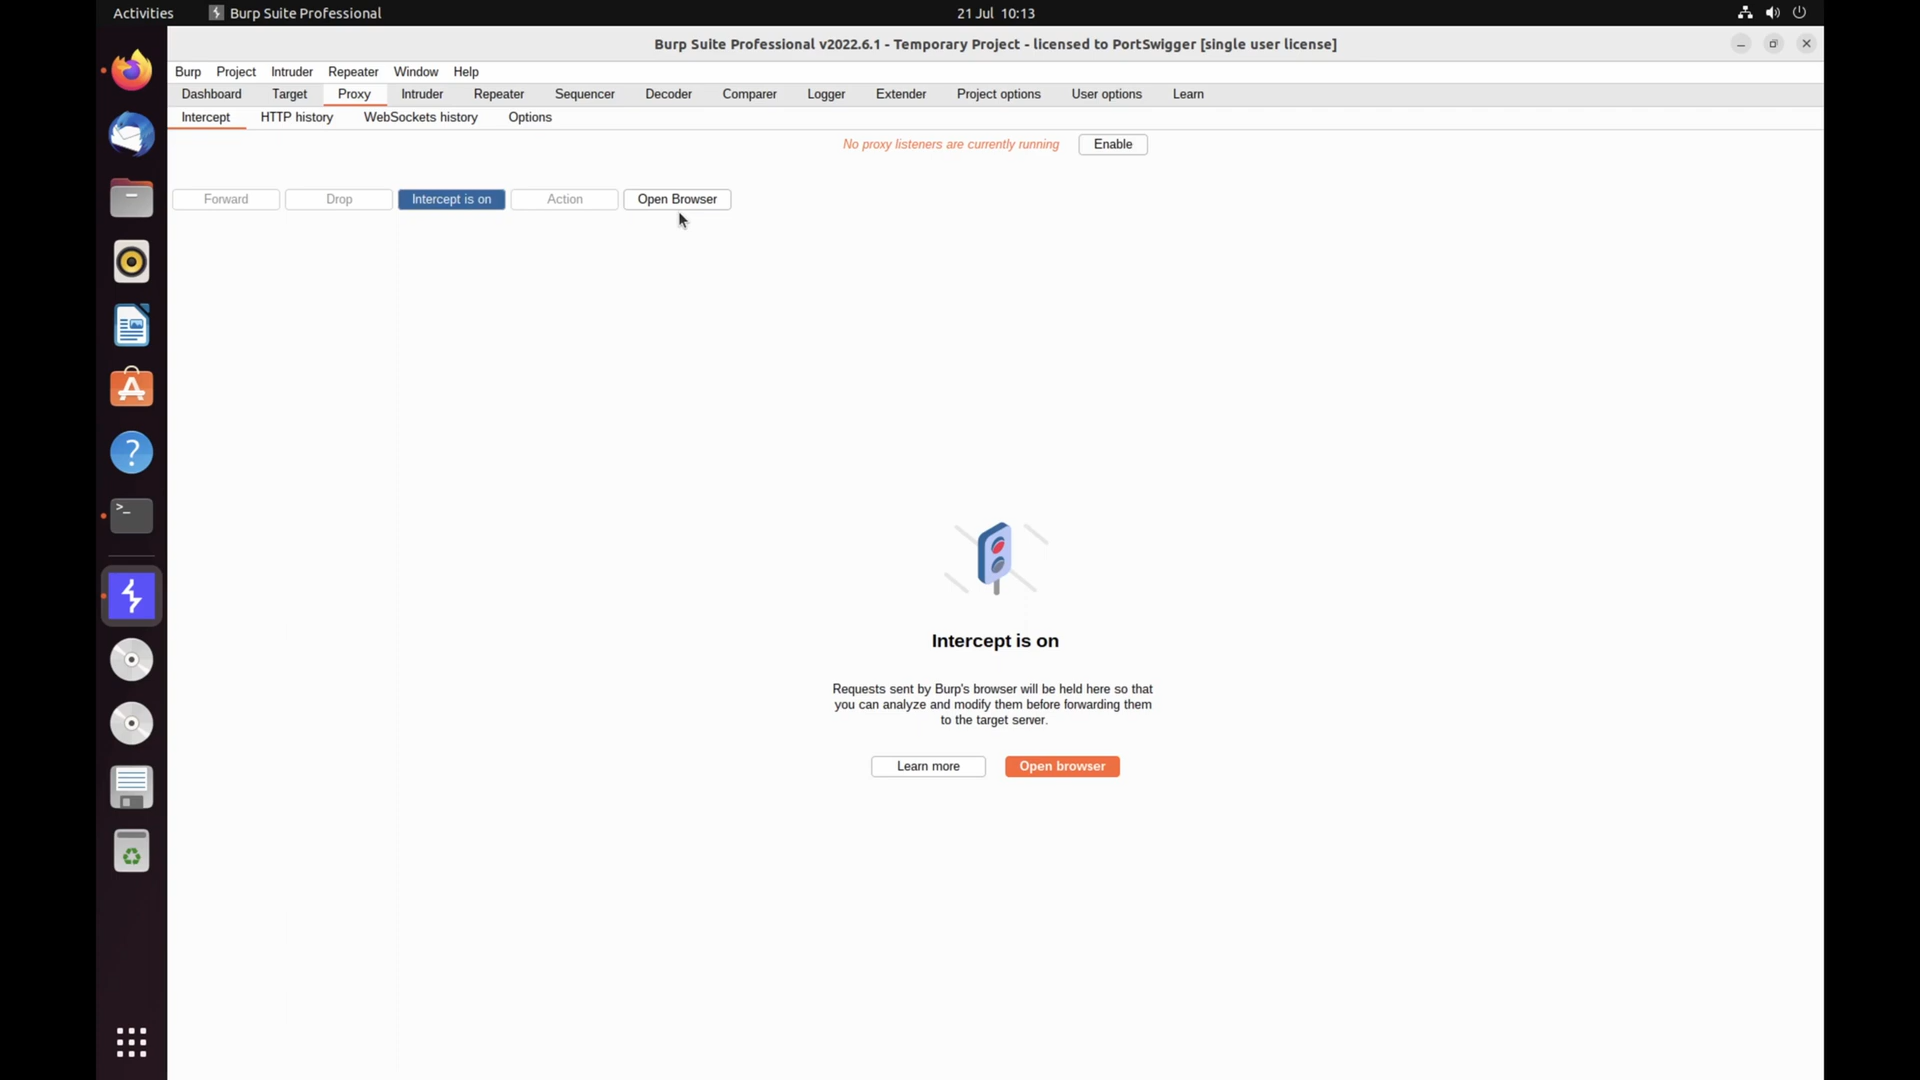 Activities
Burp Suite Professional
21 Jul 10:13
Burp Suite Professional v2022.6.1 - Temporary Project - licensed to PortSwigger [single user license]
Burp Project Intruder Repeater Window Help
Dashboard Target Proxy Intruder Repeater Sequencer Decoder Comparer Logger Extender Project options User options Learn
Intercept HTTP history WebSockets history Options
No proxy listeners are currently running Enable
Forward Drop Intercept is on Action Open Browser
Intercept is on
Requests sent by Burp's browser will be held here so that
you can analyze and modify them before forwarding them
to the target server.
Learn more Open browser